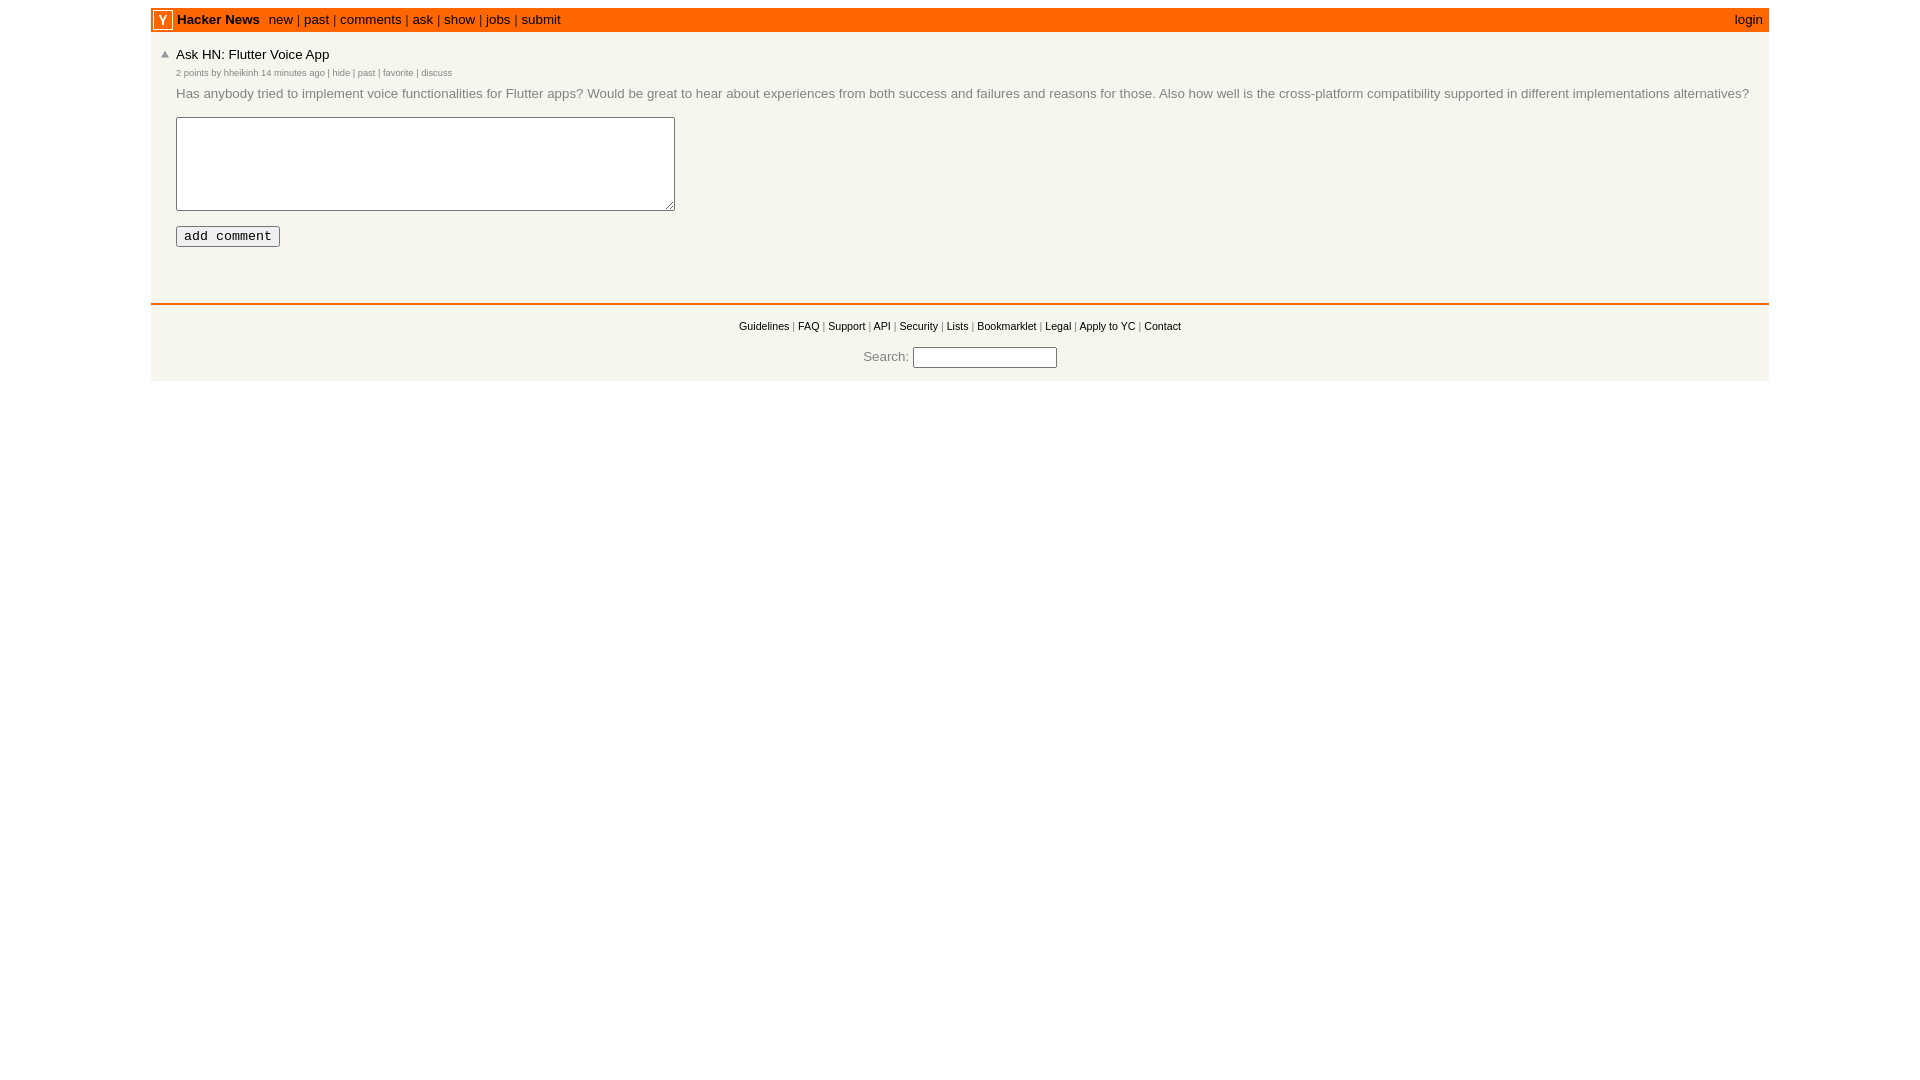 Y Hacker News new | past | comments | ask | show | jobs | submit login
Ask HN: Flutter Voice App
2 points by hheikinh 14 minutes ago | hide | past | favorite | discuss
Has anybody tried to implement voice functionalities for Flutter apps? Would be great to hear about experiences from both success and failures and reasons for those. Also how well is the cross-platform compatibility supported in different implementations alternatives?
add comment
Guidelines | FAQ | Support | API | Security | Lists | Bookmarklet | Legal | Apply to YC | Contact
Search: